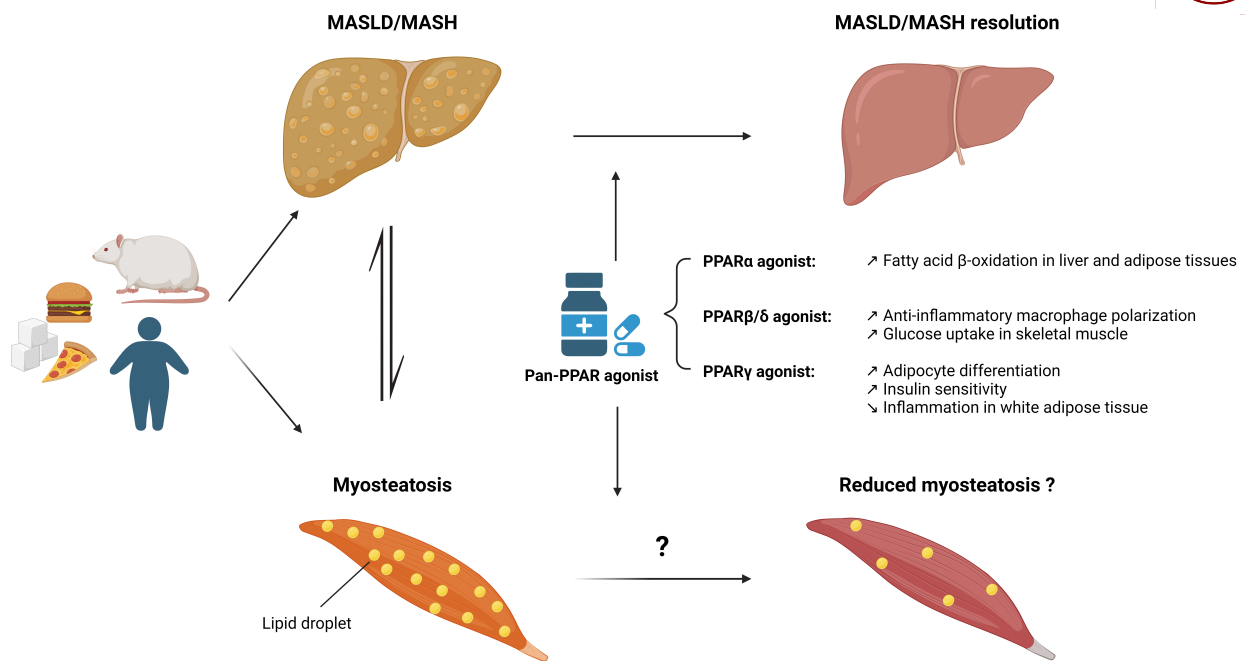 MASLD/MASH
MASLD/MASH resolution
PPARα agonist:
↗ Fatty acid β-oxidation in liver and adipose tissues
PPARβ/δ agonist:
↗ Anti-inflammatory macrophage polarization
↗ Glucose uptake in skeletal muscle
Pan-PPAR agonist
PPARγ agonist:
↗ Adipocyte differentiation
↗ Insulin sensitivity
↘ Inflammation in white adipose tissue
Myosteatosis
Reduced myosteatosis ?
?
Lipid droplet